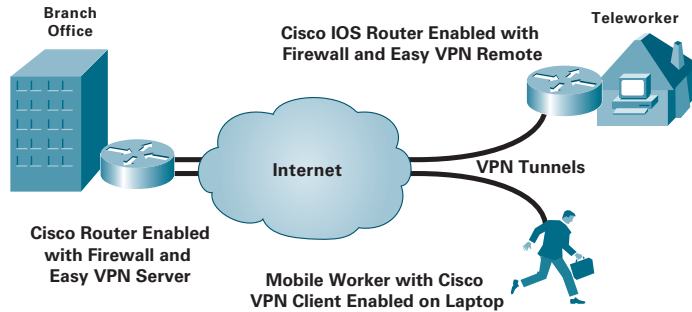 Branch
Office
Cisco IOS Router Enabled with
Firewall and Easy VPN Remote
Teleworker
Internet
VPN Tunnels
Cisco Router Enabled
with Firewall and
Easy VPN Server
Mobile Worker with Cisco
VPN Client Enabled on Laptop